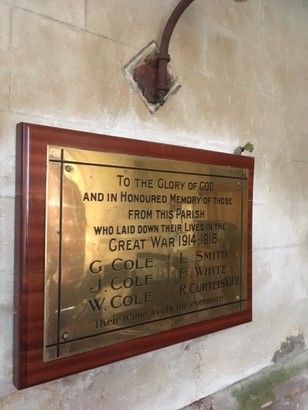 TO THE GLORY OF GOD
AND IN HONOURED MEMORY OF THOSE
FROM THIS PARISH
WHO LAID DOWN THEIR LIVES IN THE
GREAT WAR 1914-1918
G. COLE L. SMITH
J. COLE F. WHITE
W. COLE R. CURTEIS
"Their name liveth for evermore"